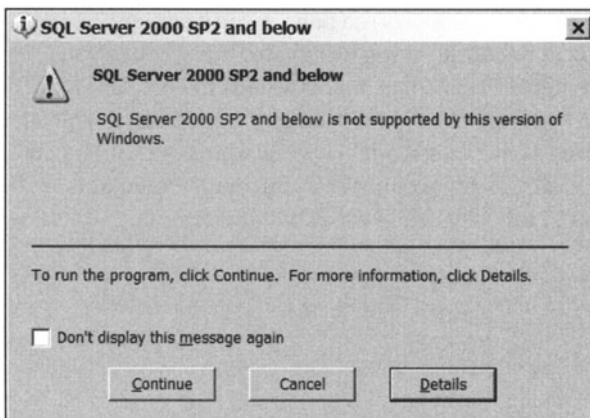 SQL Server 2000 SP2 and below
SQL Server 2000 SP2 and below
SQL Server 2000 SP2 and below is not supported by this version of
Windows.
To run the program, click Continue. For more information, click Details.
Don't display this message again
Continue
Cancel
Details